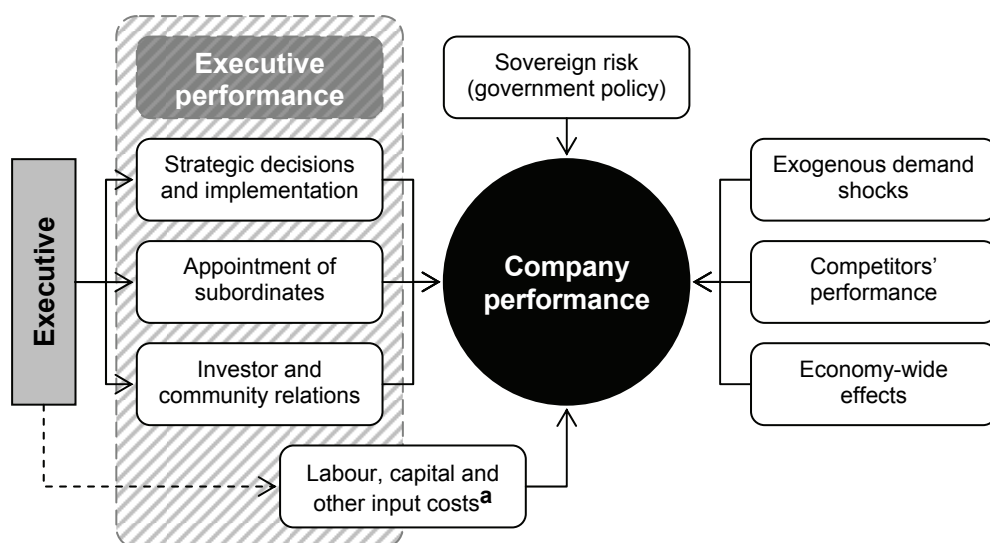 Executive
performance
Sovereign risk
(government policy)
Strategic decisions
and implementation
Exogenous demand
shocks
Executive
Appointment of
subordinates
Company
performance
Competitors’
performance
Investor and
community relations
Economy-wide
effects
Labour, capital and
other input costsa